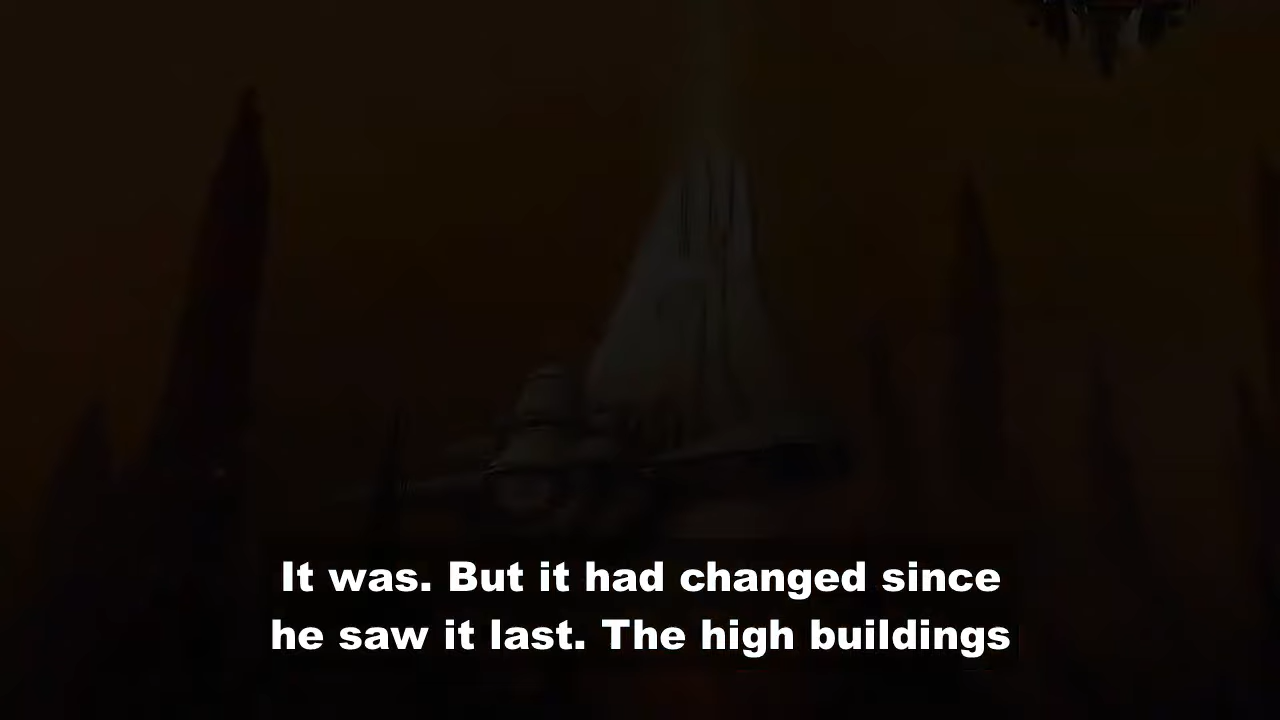 It was. But it had changed since
he saw it last. The high buildings